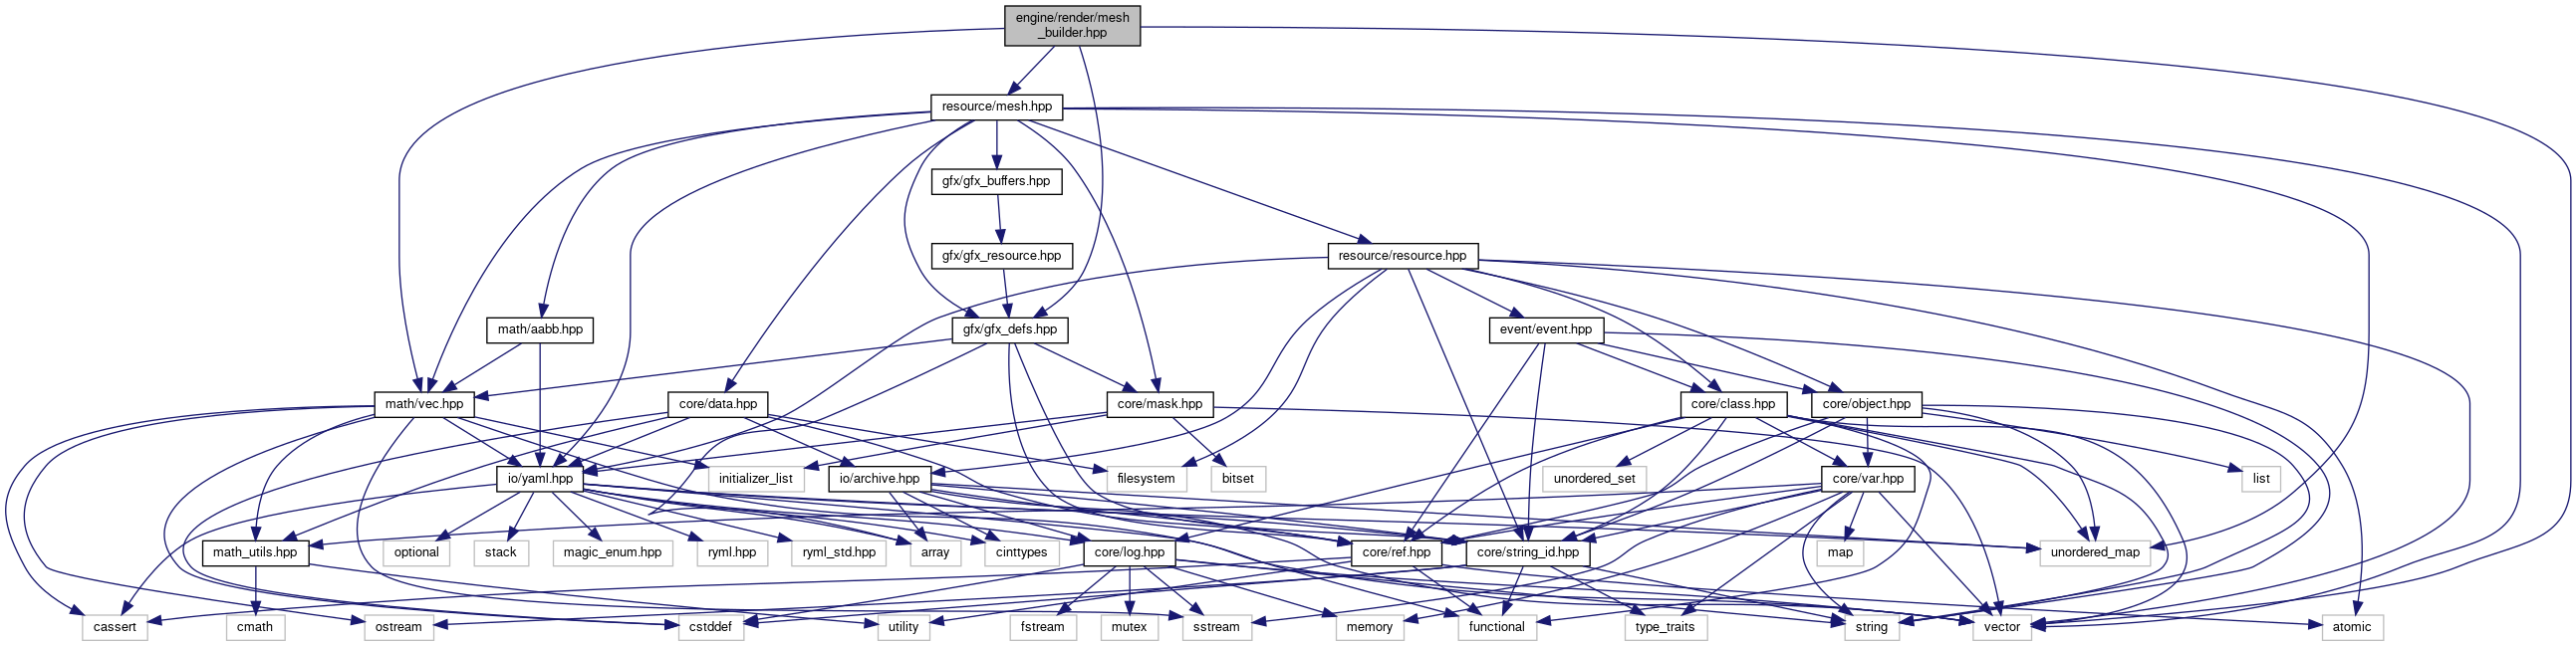 engine/render/mesh
_builder.hpp
resource/mesh.hpp
gfx/gfx_buffers.hpp
gfx/gfx_resource.hpp
resource/resource.hpp
math/aabb.hpp
gfx/gfx_defs.hpp
event/event.hpp
math/vec.hpp
core/data.hpp
core/mask.hpp
core/class.hpp
core/object.hpp
io/yaml.hpp
initializer_list
io/archive.hpp
filesystem
bitset
unordered_set
core/var.hpp
list
math_utils.hpp
optional
stack
magic_enum.hpp
ryml.hpp
ryml_std.hpp
array
cinttypes
core/log.hpp
core/ref.hpp
core/string_id.hpp
map
unordered_map
cassert
cmath
ostream
cstddef
utility
fstream
mutex
sstream
memory
functional
type_traits
string
vector
atomic